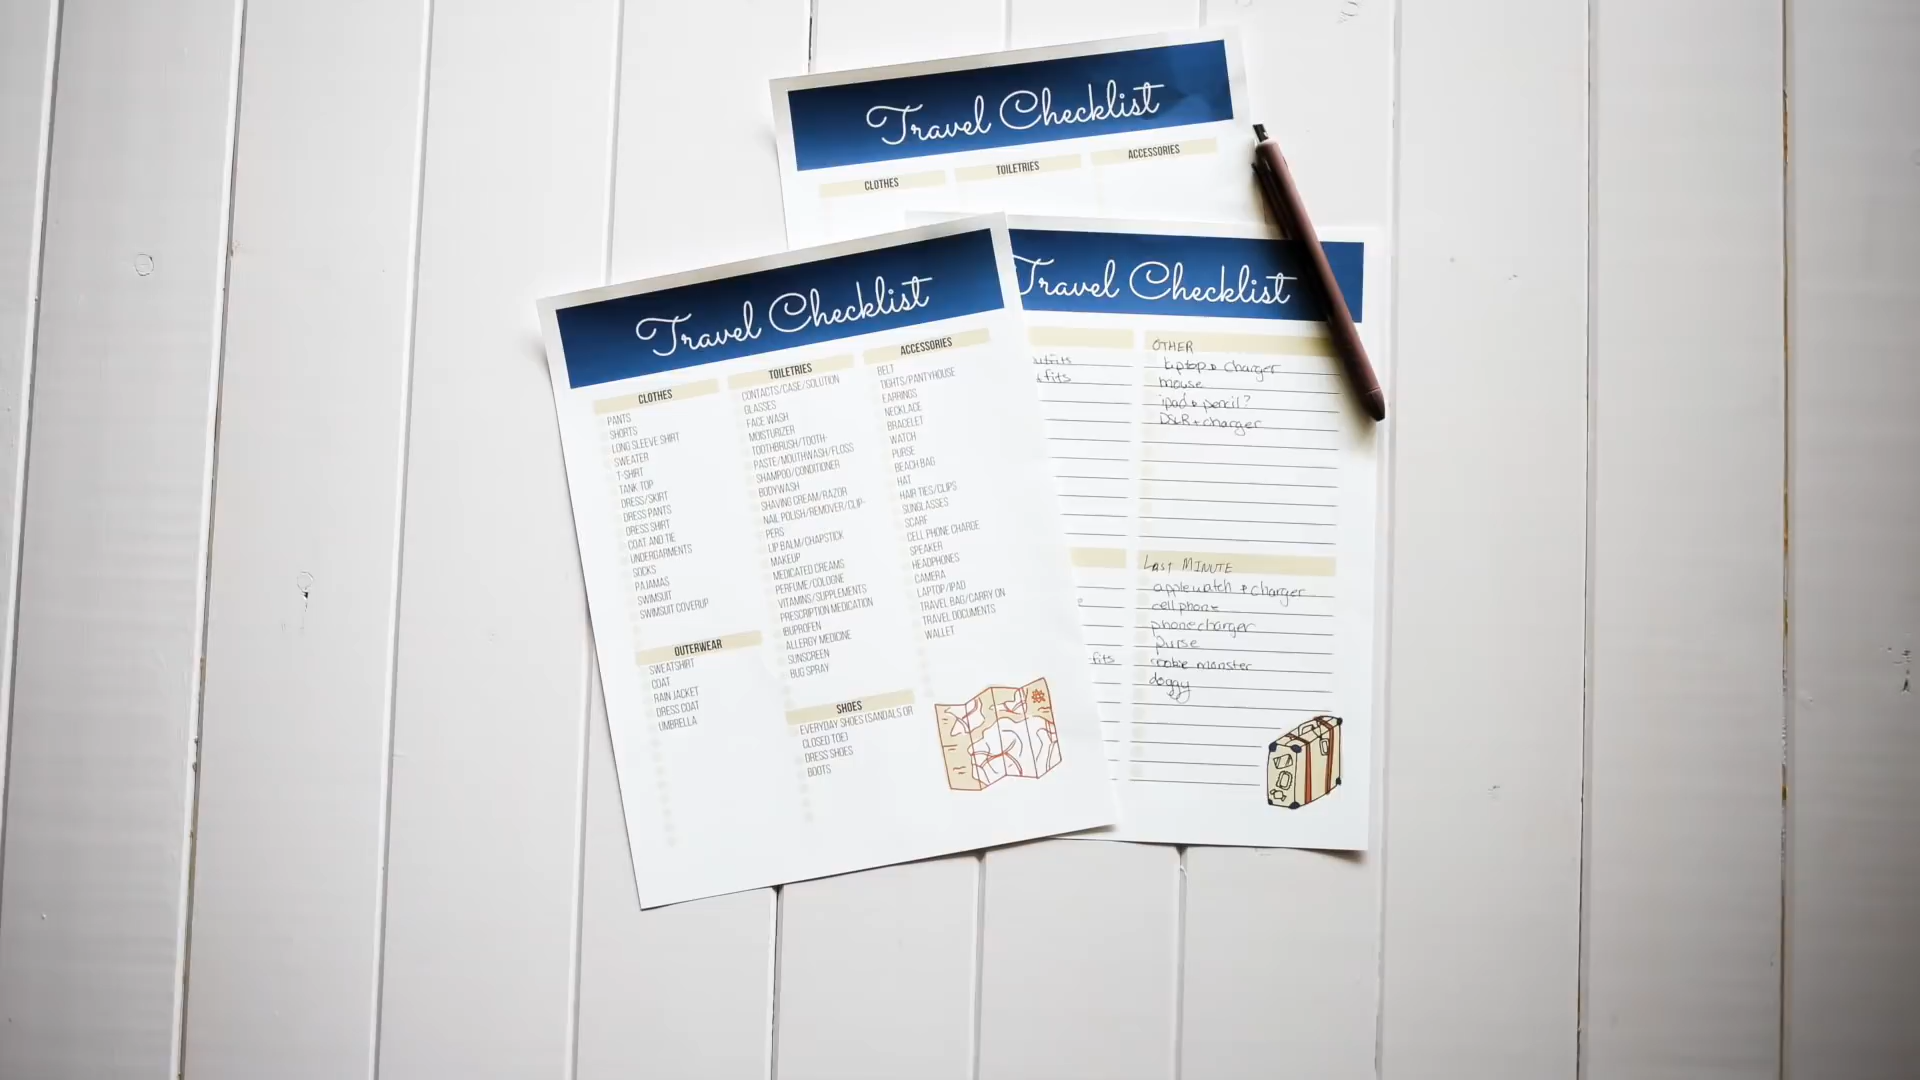 Travel Checklist
CLOTHES
TOILETRIES
ACCESSORIES
Travel Checklist
CLOTHES
PANTS
SHORTS
LONG SLEEVE SHIRT
SWEATER
T-SHIRT
TANK TOP
DRESS/SKIRT
DRESS PANTS
DRESS SHIRT
COAT AND TIE
UNDERGARMENTS
SOCKS
PAJAMAS
SWIMSUIT
SWIMSUIT COVERUP
OUTERWEAR
SWEATSHIRT
COAT
RAIN JACKET
DRESS COAT
UMBRELLA
TOILETRIES
CONTACTS/CASE/SOLUTION
GLASSES
FACE WASH
MOISTURIZER
TOOTHBRUSH/TOOTH-
PASTE/MOUTHWASH/FLOSS
SHAMPOO/CONDITIONER
BODYWASH
SHAVING CREAM/RAZOR
NAIL POLISH/REMOVER/CLIP-
PERS
LIP BALM/CHAPSTICK
MAKEUP
MEDICATED CREAMS
PERFUME/COLOGNE
VITAMINS/SUPPLEMENTS
PRESCRIPTION MEDICATION
IBUPROFEN
ALLERGY MEDICINE
SUNSCREEN
BUG SPRAY
SHOES
EVERYDAY SHOES (SANDALS OR
CLOSED TOE)
DRESS SHOES
BOOTS
ACCESSORIES
BELT
TIGHTS/PANTYHOUSE
EARRINGS
NECKLACE
BRACELET
WATCH
PURSE
BEACH BAG
HAT
HAIR TIES/CLIPS
SUNGLASSES
SCARF
CELL PHONE CHARGE
SPEAKER
HEADPHONES
CAMERA
LAPTOP/IPAD
TRAVEL BAG/CARRY ON
TRAVEL DOCUMENTS
WALLET
Travel Checklist
utfits
fits
fits
OTHER
laptop + charger
mouse
ipad + pencil?
DSLR + charger
LAST MINUTE
apple watch + charger
cell phone
phone charger
purse
cookie monster
doggy